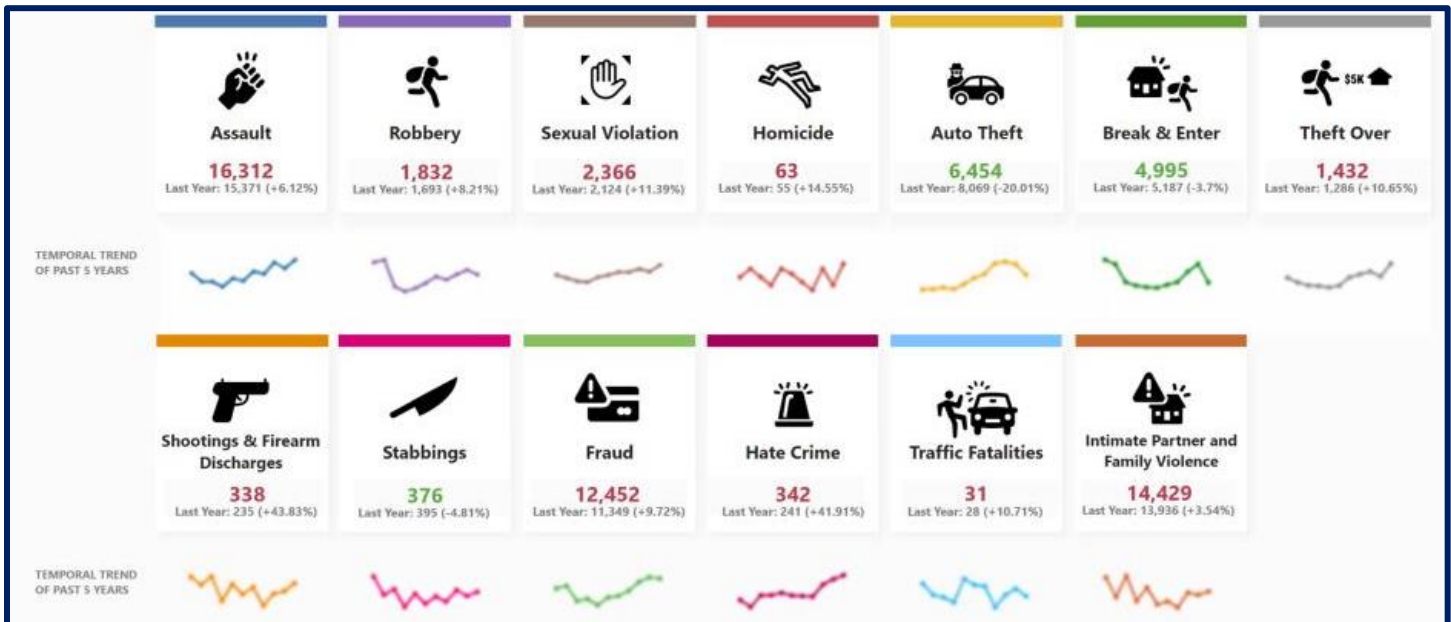 $5K
Assault
Robbery
Sexual Violation
Homicide
Auto Theft
Break & Enter
Theft Over
16,312
1,832
2,366
63
6,454
4,995
1,432
Last Year: 15,371 (+6.12%)
Last Year: 1,693 (+8.21%)
Last Year: 2,124 (+11.39%)
Last Year: 55 (+14.55%)
Last Year: 8,069 (-20.01%)
Last Year: 5,187 (-3.7%)
Last Year: 1,286 (+10.65%)
TEMPORAL TREND
OF PAST 5 YEARS
Shootings & Firearm
Discharges
Stabbings
Fraud
Hate Crime
Traffic Fatalities
Intimate Partner and
Family Violence
338
376
12,452
342
31
14,429
Last Year: 235 (+43.83%)
Last Year: 395 (-4.81%)
Last Year: 11,349 (+9.72%)
Last Year: 241 (+41.91%)
Last Year: 28 (+10.71%)
Last Year: 13,936 (+3.54%)
TEMPORAL TREND
OF PAST 5 YEARS